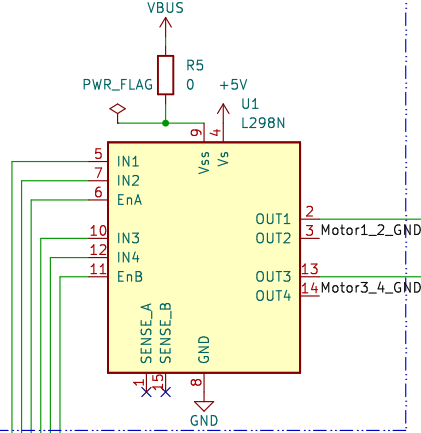 VBUS
R5
0
PWR_FLAG
+5V
U1
L298N
9
4
Vss
Vs
5 IN1
7 IN2
6 EnA
10 IN3
12 IN4
11 EnB
OUT1 2
OUT2 3 Motor1_2_GND
OUT3 13
OUT4 14 Motor3_4_GND
SENSE_A
SENSE_B
GND
1
15
8
GND